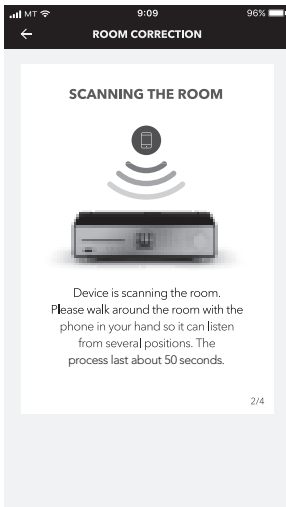 MT 9:09 96%
ROOM CORRECTION
SCANNING THE ROOM
Device is scanning the room.
Please walk around the room with the
phone in your hand so it can listen
from several positions. The
process last about 50 seconds.
2/4